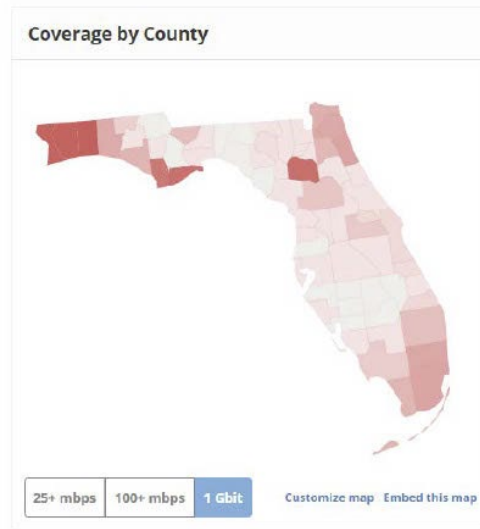 Coverage by County
25+ mbps 100+ mbps 1 Gbit Customize map Embed this map